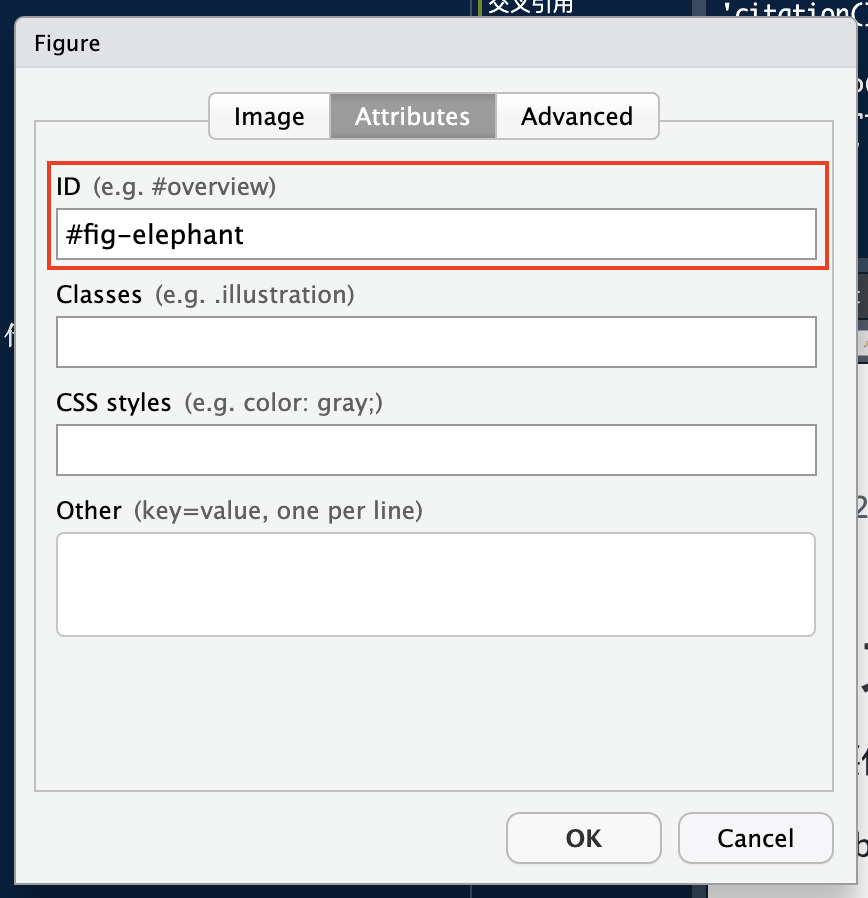 交叉引用
'citation(
Figure
Image Attributes Advanced
ID (e.g. #overview)
#fig-elephant
Classes (e.g. .illustration)
CSS styles (e.g. color: gray;)
Other (key=value, one per line)
OK Cancel